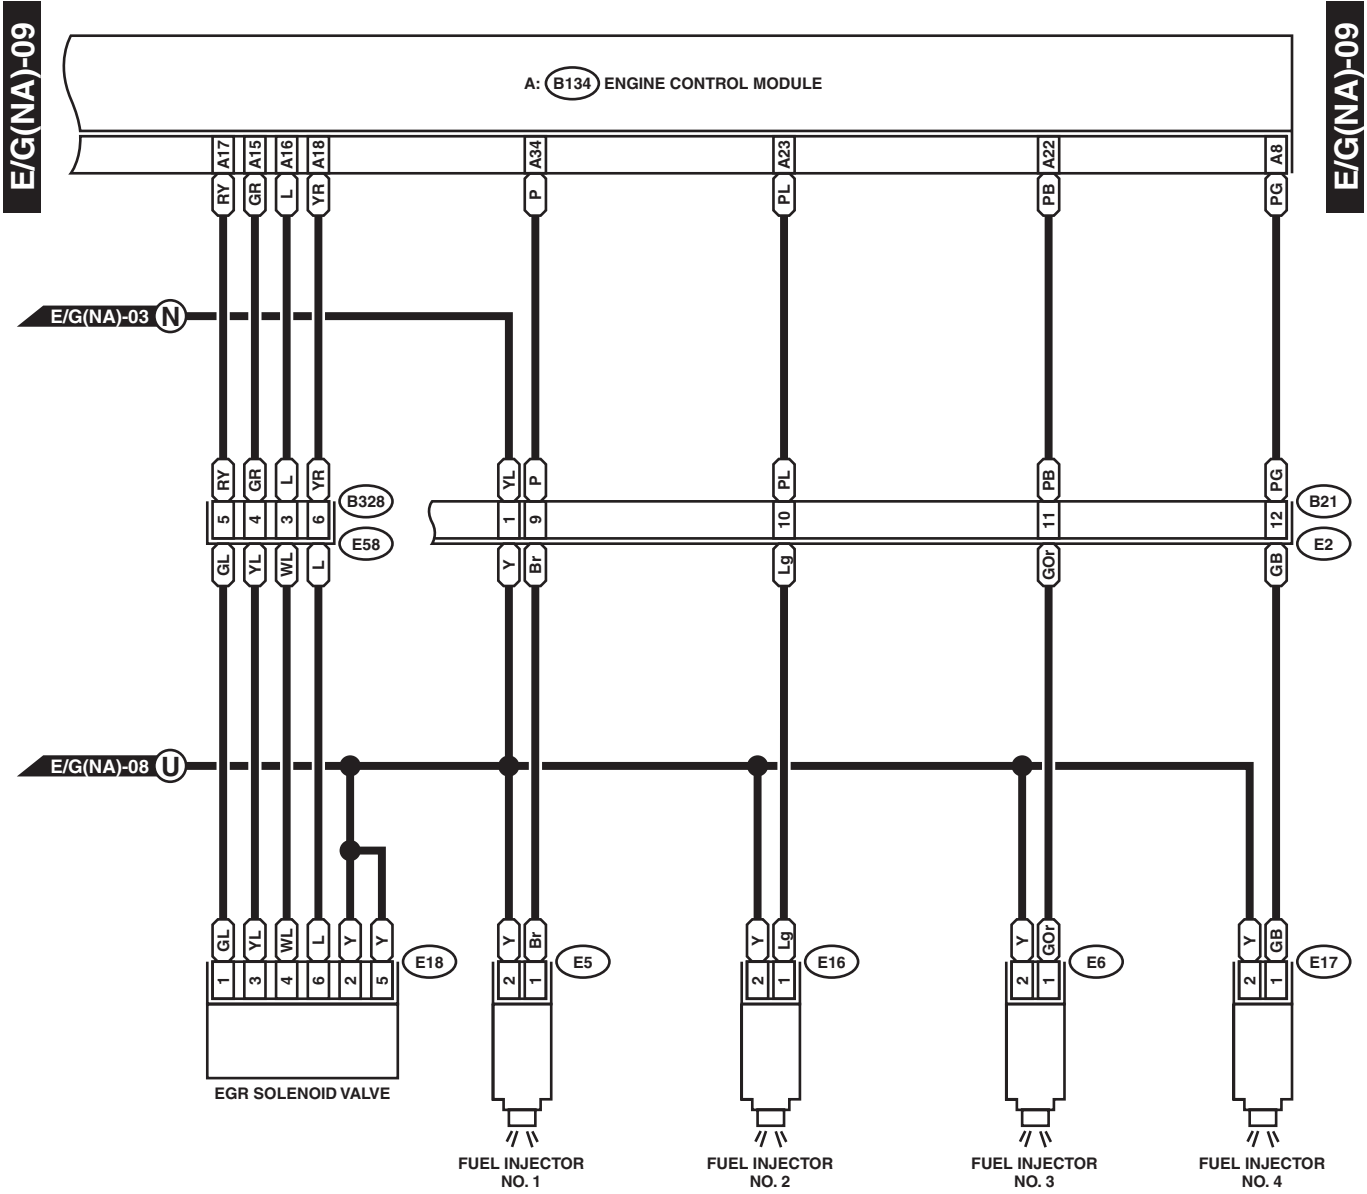 E/G(NA)-09
E/G(NA)-09
A: B134 ENGINE CONTROL MODULE
A17 A15 A16 A18 A34 A23 A22 A8
RY GR L YR P PL PB PG
E/G(NA)-03 N
RY GR L YR YL P PL PB PG
B328 B21
5 4 3 6 1 9 10 11 12
E58 E2
GL YL WL L Y Br Lg GOr GB
E/G(NA)-08 U
GL YL WL L Y Y Y Br Y Lg Y GOr Y GB
E18 E5 E16 E6 E17
1 3 4 6 2 5 2 1 2 1 2 1 2 1
EGR SOLENOID VALVE
FUEL INJECTOR
NO. 1
FUEL INJECTOR
NO. 2
FUEL INJECTOR
NO. 3
FUEL INJECTOR
NO. 4